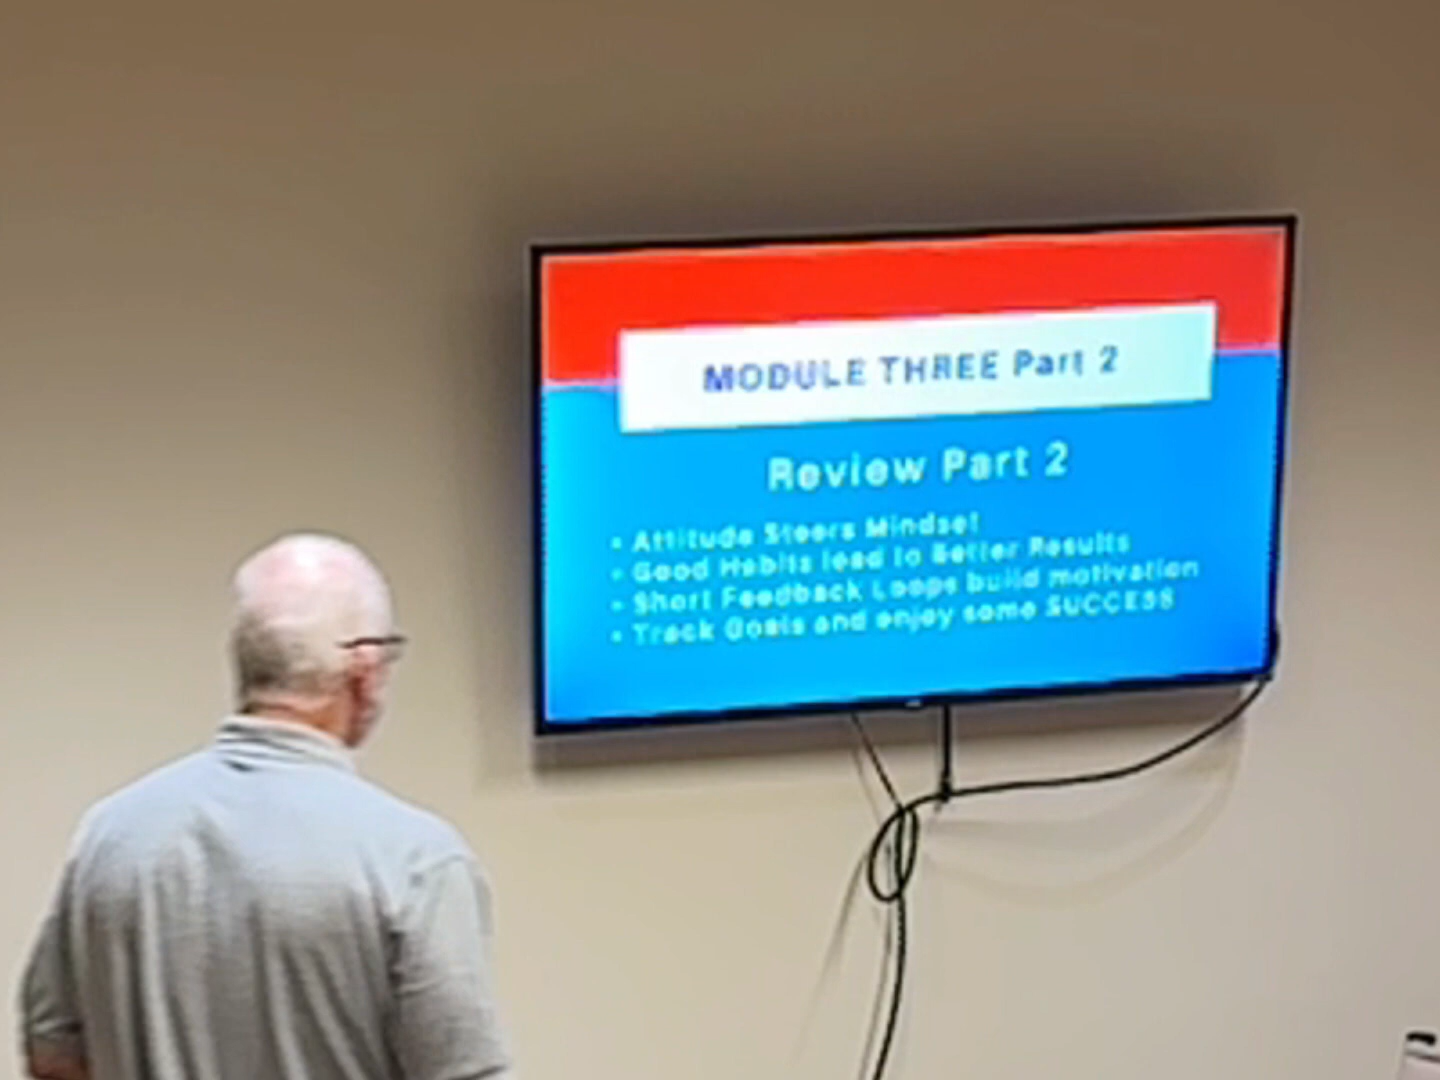 MODULE THREE Part 2
Review Part 2
• Attitude Steers Mindset
• Good Habits lead to Better Results
• Short Feedback Loops build motivation
• Track Goals and enjoy some SUCCESS